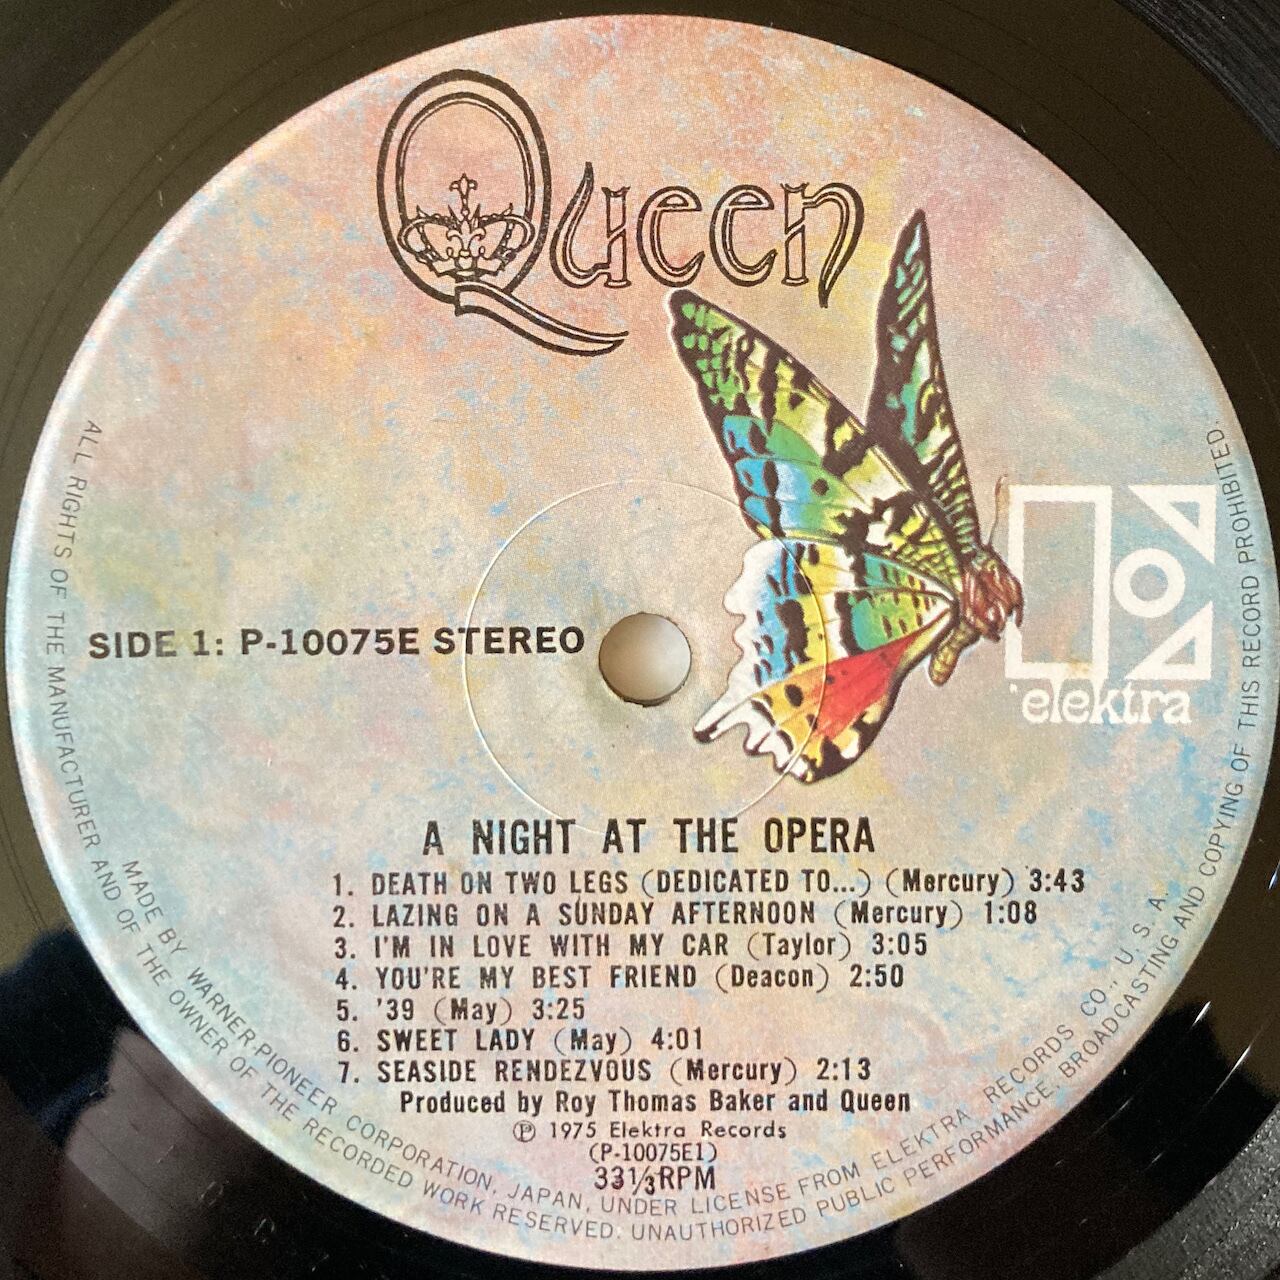 Queen
SIDE 1: P-10075E STEREO
elektra
A NIGHT AT THE OPERA
1. DEATH ON TWO LEGS (DEDICATED TO...) (Mercury) 3:43
2. LAZING ON A SUNDAY AFTERNOON (Mercury) 1:08
3. I'M IN LOVE WITH MY CAR (Taylor) 3:05
4. YOU'RE MY BEST FRIEND (Deacon) 2:50
5. '39 (May) 3:25
6. SWEET LADY (May) 4:01
7. SEASIDE RENDEZVOUS (Mercury) 2:13
Produced by Roy Thomas Baker and Queen
Ⓟ 1975 Elektra Records
(P-10075E1)
33 1/3 RPM
MADE BY WARNER-PIONEER CORPORATION, JAPAN, UNDER LICENSE FROM ELEKTRA RECORDS CO., U. S. A.
ALL RIGHTS OF THE MANUFACTURER AND OF THE OWNER OF THE RECORDED WORK RESERVED. UNAUTHORIZED PUBLIC PERFORMANCE, BROADCASTING AND COPYING OF THIS RECORD PROHIBITED.